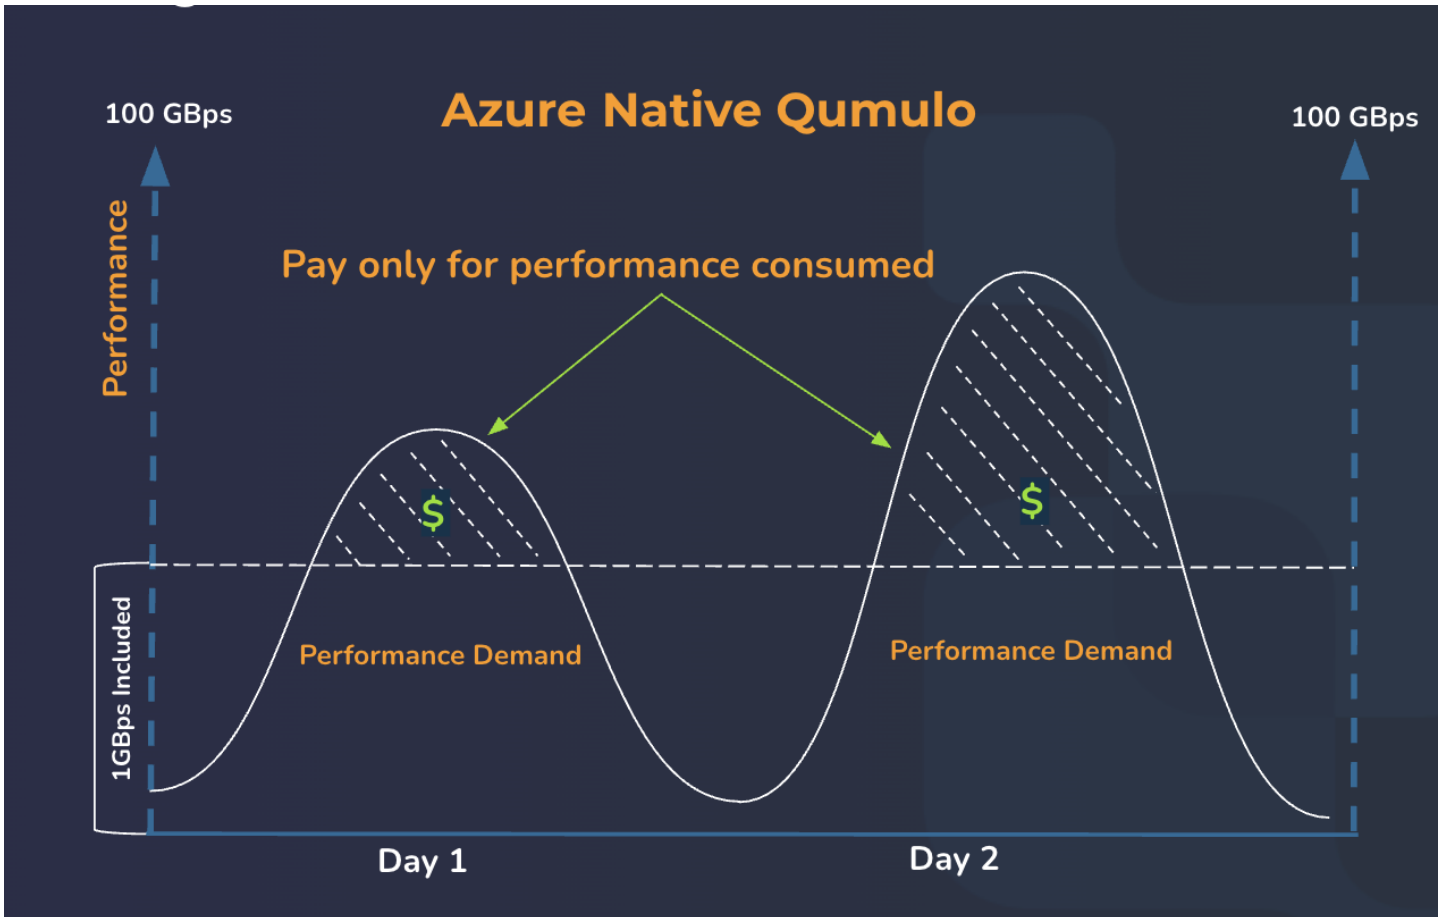 Azure Native Qumulo
100 GBps
100 GBps
Performance
Pay only for performance consumed
$
$
1GBps Included
Performance Demand
Performance Demand
Day 1
Day 2